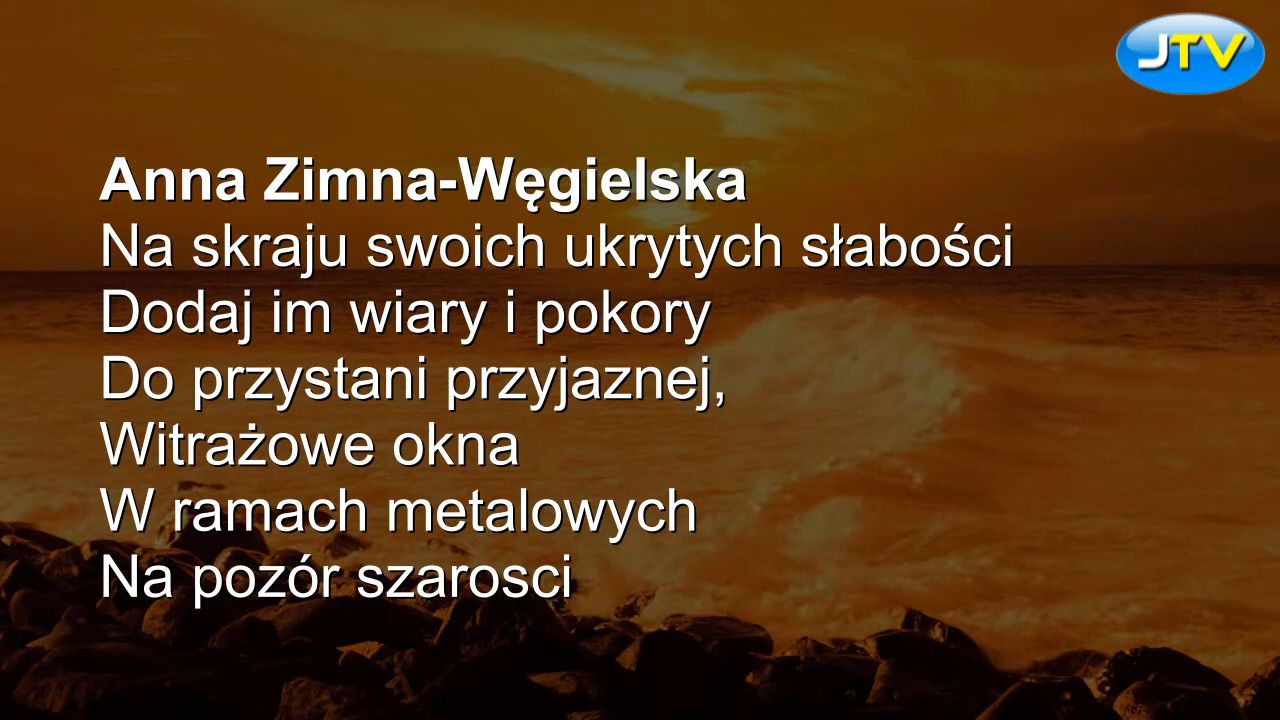 JTV
Anna Zimna-Węgielska
Na skraju swoich ukrytych słabości
Dodaj im wiary i pokory
Do przystani przyjaznej,
Witrażowe okna
W ramach metalowych
Na pozór szarosci